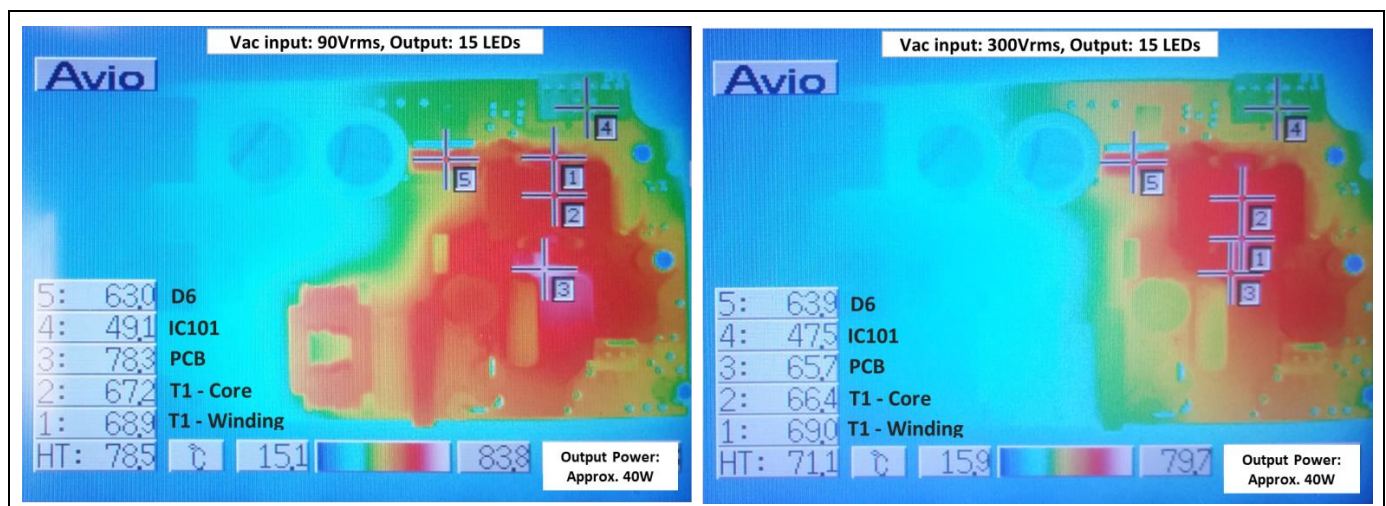 Vac input: 90Vrms, Output: 15 LEDs
Avio
4
1
5
2
3
5: 63.0 D6
4: 49.1 IC101
3: 78.3 PCB
2: 67.2 T1 - Core
1: 68.9 T1 - Winding
HT: 78.5 ℃ 15.1 83.8
Output Power:
Approx. 40W
Vac input: 300Vrms, Output: 15 LEDs
Avio
4
5
2
1
3
5: 63.9 D6
4: 47.5 IC101
3: 65.7 PCB
2: 66.4 T1 - Core
1: 69.0 T1 - Winding
HT: 71.1 ℃ 15.9 79.7
Output Power:
Approx. 40W